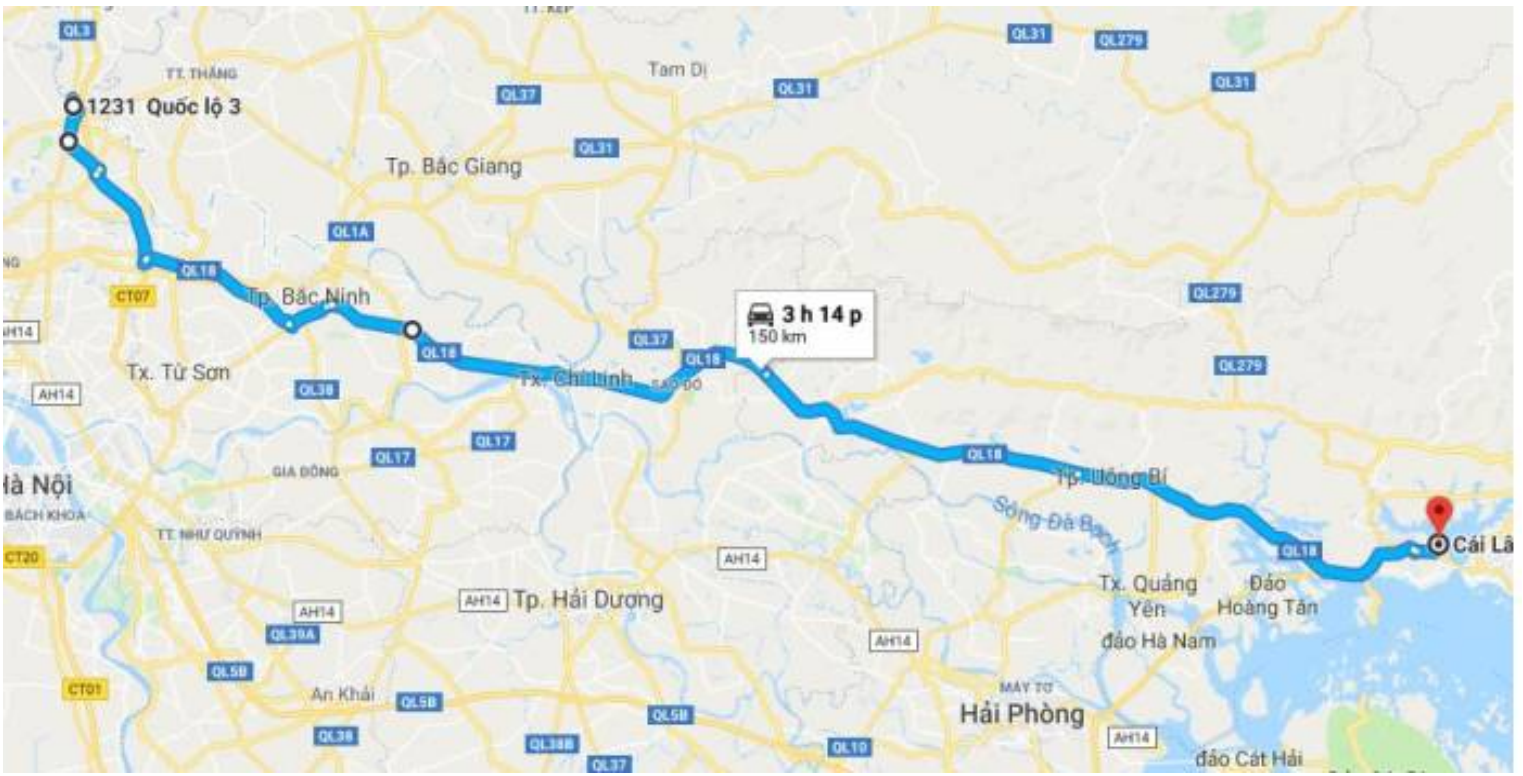 QL3
TT. THẮNG
1231 Quốc lộ 3
Tam Dị
QL31
QL279
QL31
QL31
QL37
QL31
Tp. Bắc Giang
QL1A
QL18
CT07
Tp. Bắc Ninh
AH14
Tx. Từ Sơn
AH14
QL38
QL18
Tx. Chí Linh
SAO ĐỎ
QL37
QL18
3 h 14 p
150 km
QL279
QL279
QL17
QL17
GIA ĐÔNG
Hà Nội
BÁCH KHOA
TT. NHƯ QUỲNH
CT20
QL18
Tp. Uông Bí
Sông Đá Bạch
QL18
Cái Lâ
AH14
AH14
Tp. Hải Dương
AH14
Tx. Quảng
Yên
Đảo
Hoàng Tân
QL39A
AH14
đảo Hà Nam
QL5B
CT01
An Khải
QL5B
QL5B
MÁY TƠ
Hải Phòng
QL38
QL38B
QL37
QL10
AH14
đảo Cát Hải